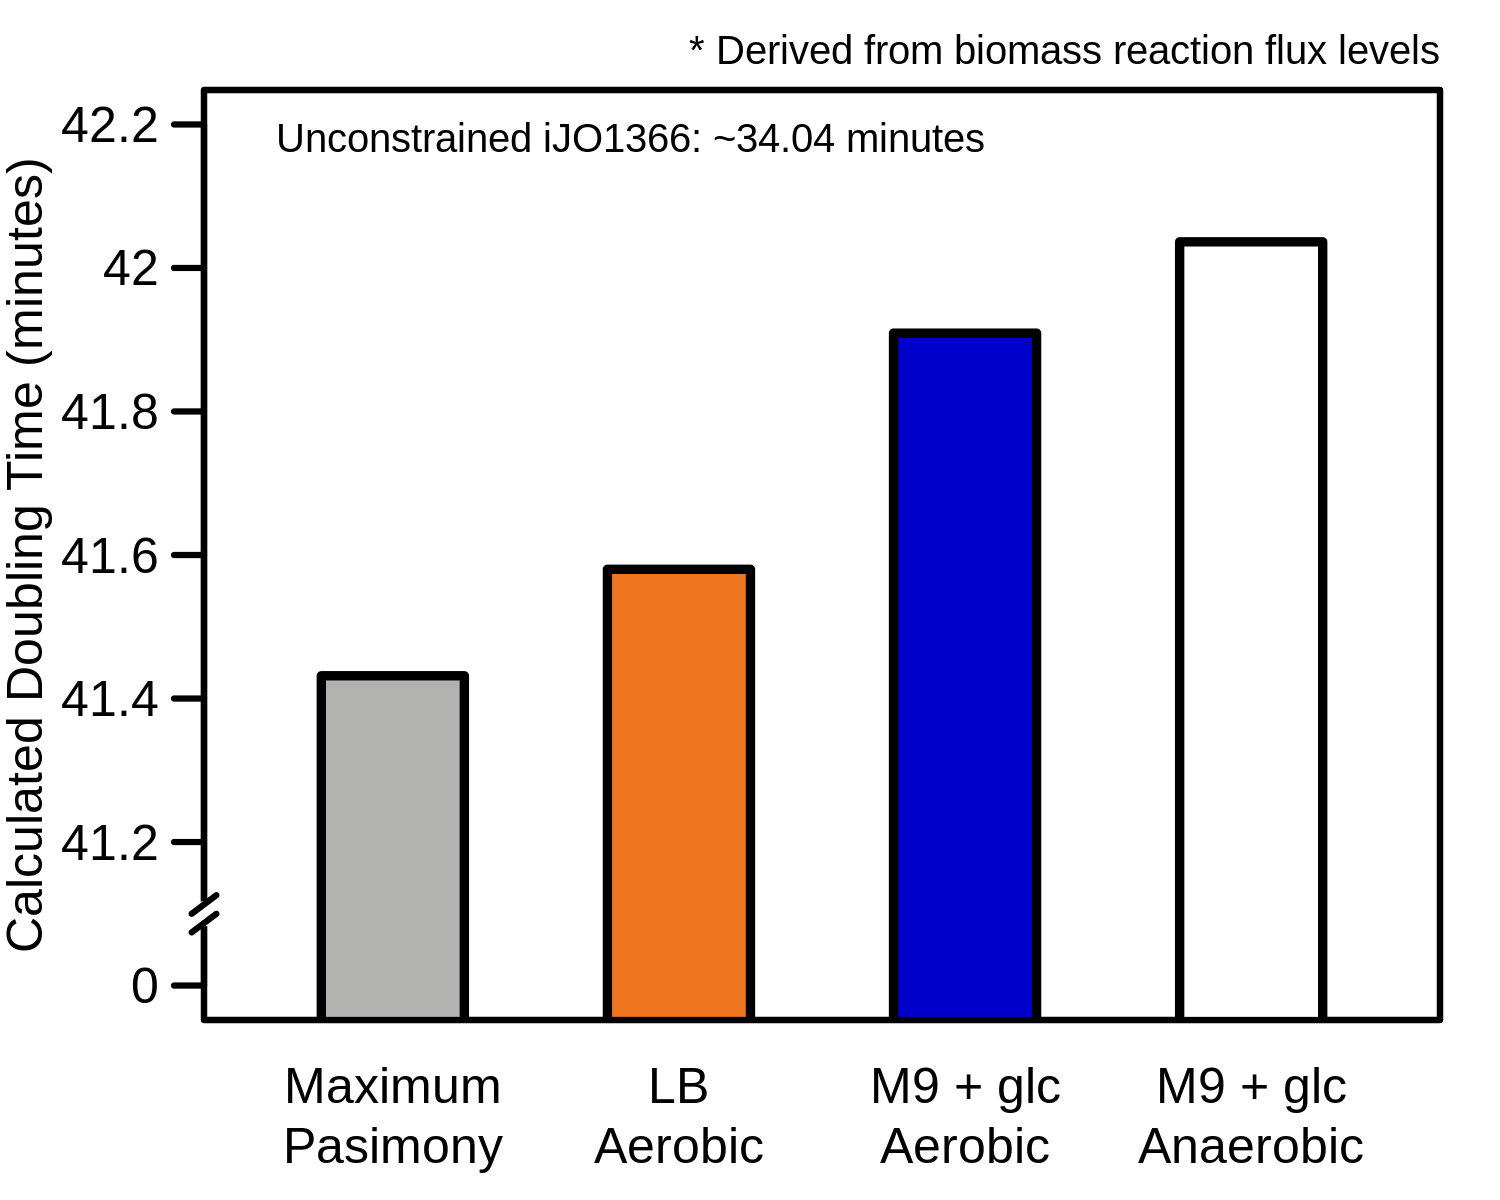 * Derived from biomass reaction flux levels
Unconstrained iJO1366: ~34.04 minutes
Calculated Doubling Time (minutes)
42.2
42
41.8
41.6
41.4
41.2
0
Maximum
Pasimony
LB
Aerobic
M9 + glc
Aerobic
M9 + glc
Anaerobic